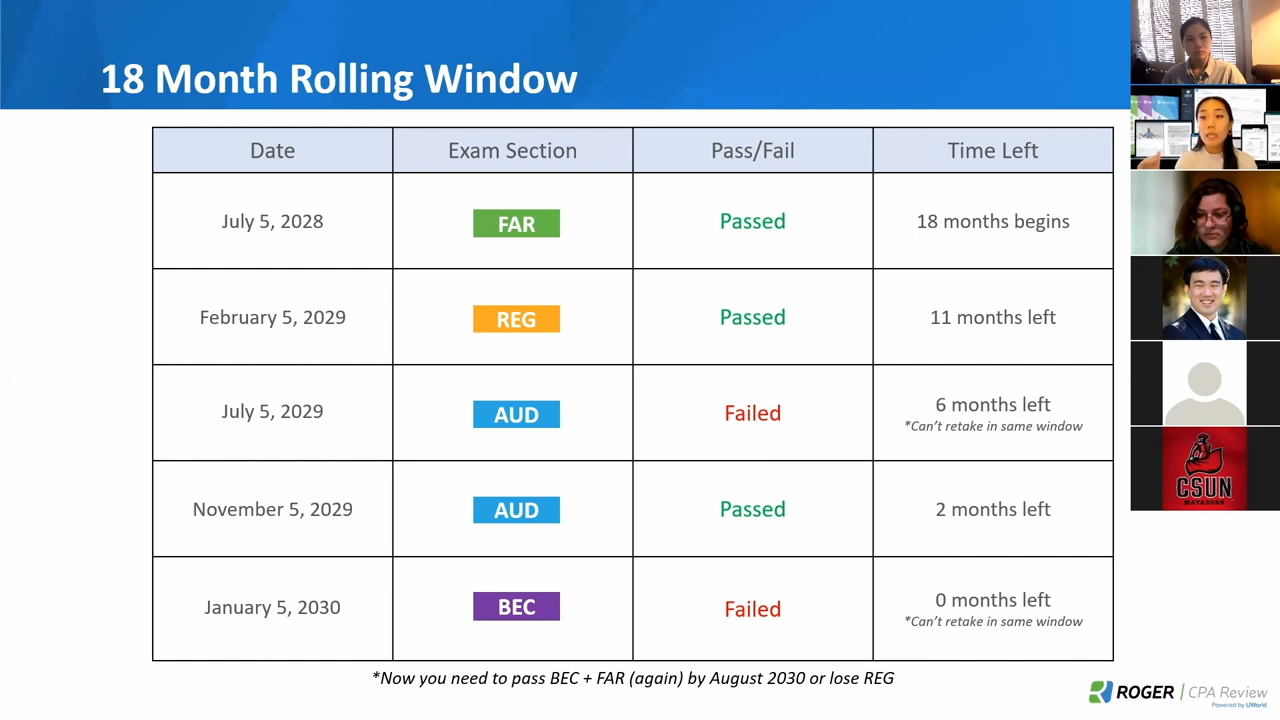 18 Month Rolling Window
Date Exam Section Pass/Fail Time Left
July 5, 2028 FAR Passed 18 months begins
February 5, 2029 REG Passed 11 months left
July 5, 2029 AUD Failed 6 months left
*Can't retake in same window
November 5, 2029 AUD Passed 2 months left
January 5, 2030 BEC Failed 0 months left
*Can't retake in same window
*Now you need to pass BEC + FAR (again) by August 2030 or lose REG
ROGER | CPA Review
Powered by UWorld
CSUN
MATADORS